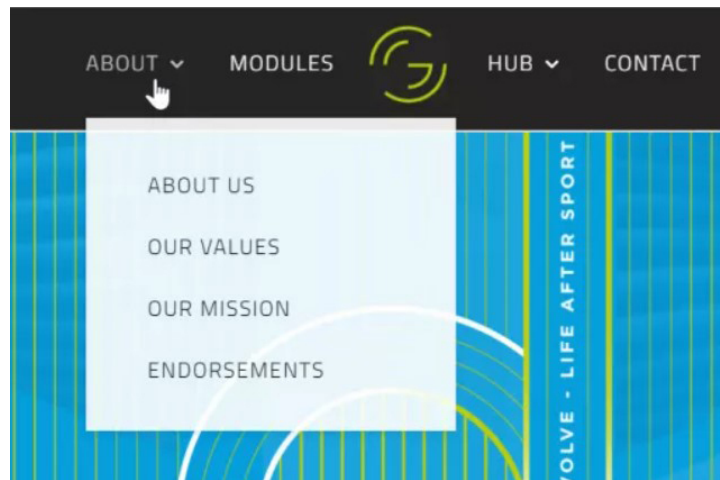 ABOUT MODULES HUB CONTACT
ABOUT US
OUR VALUES
OUR MISSION
ENDORSEMENTS
VOLVE - LIFE AFTER SPORT